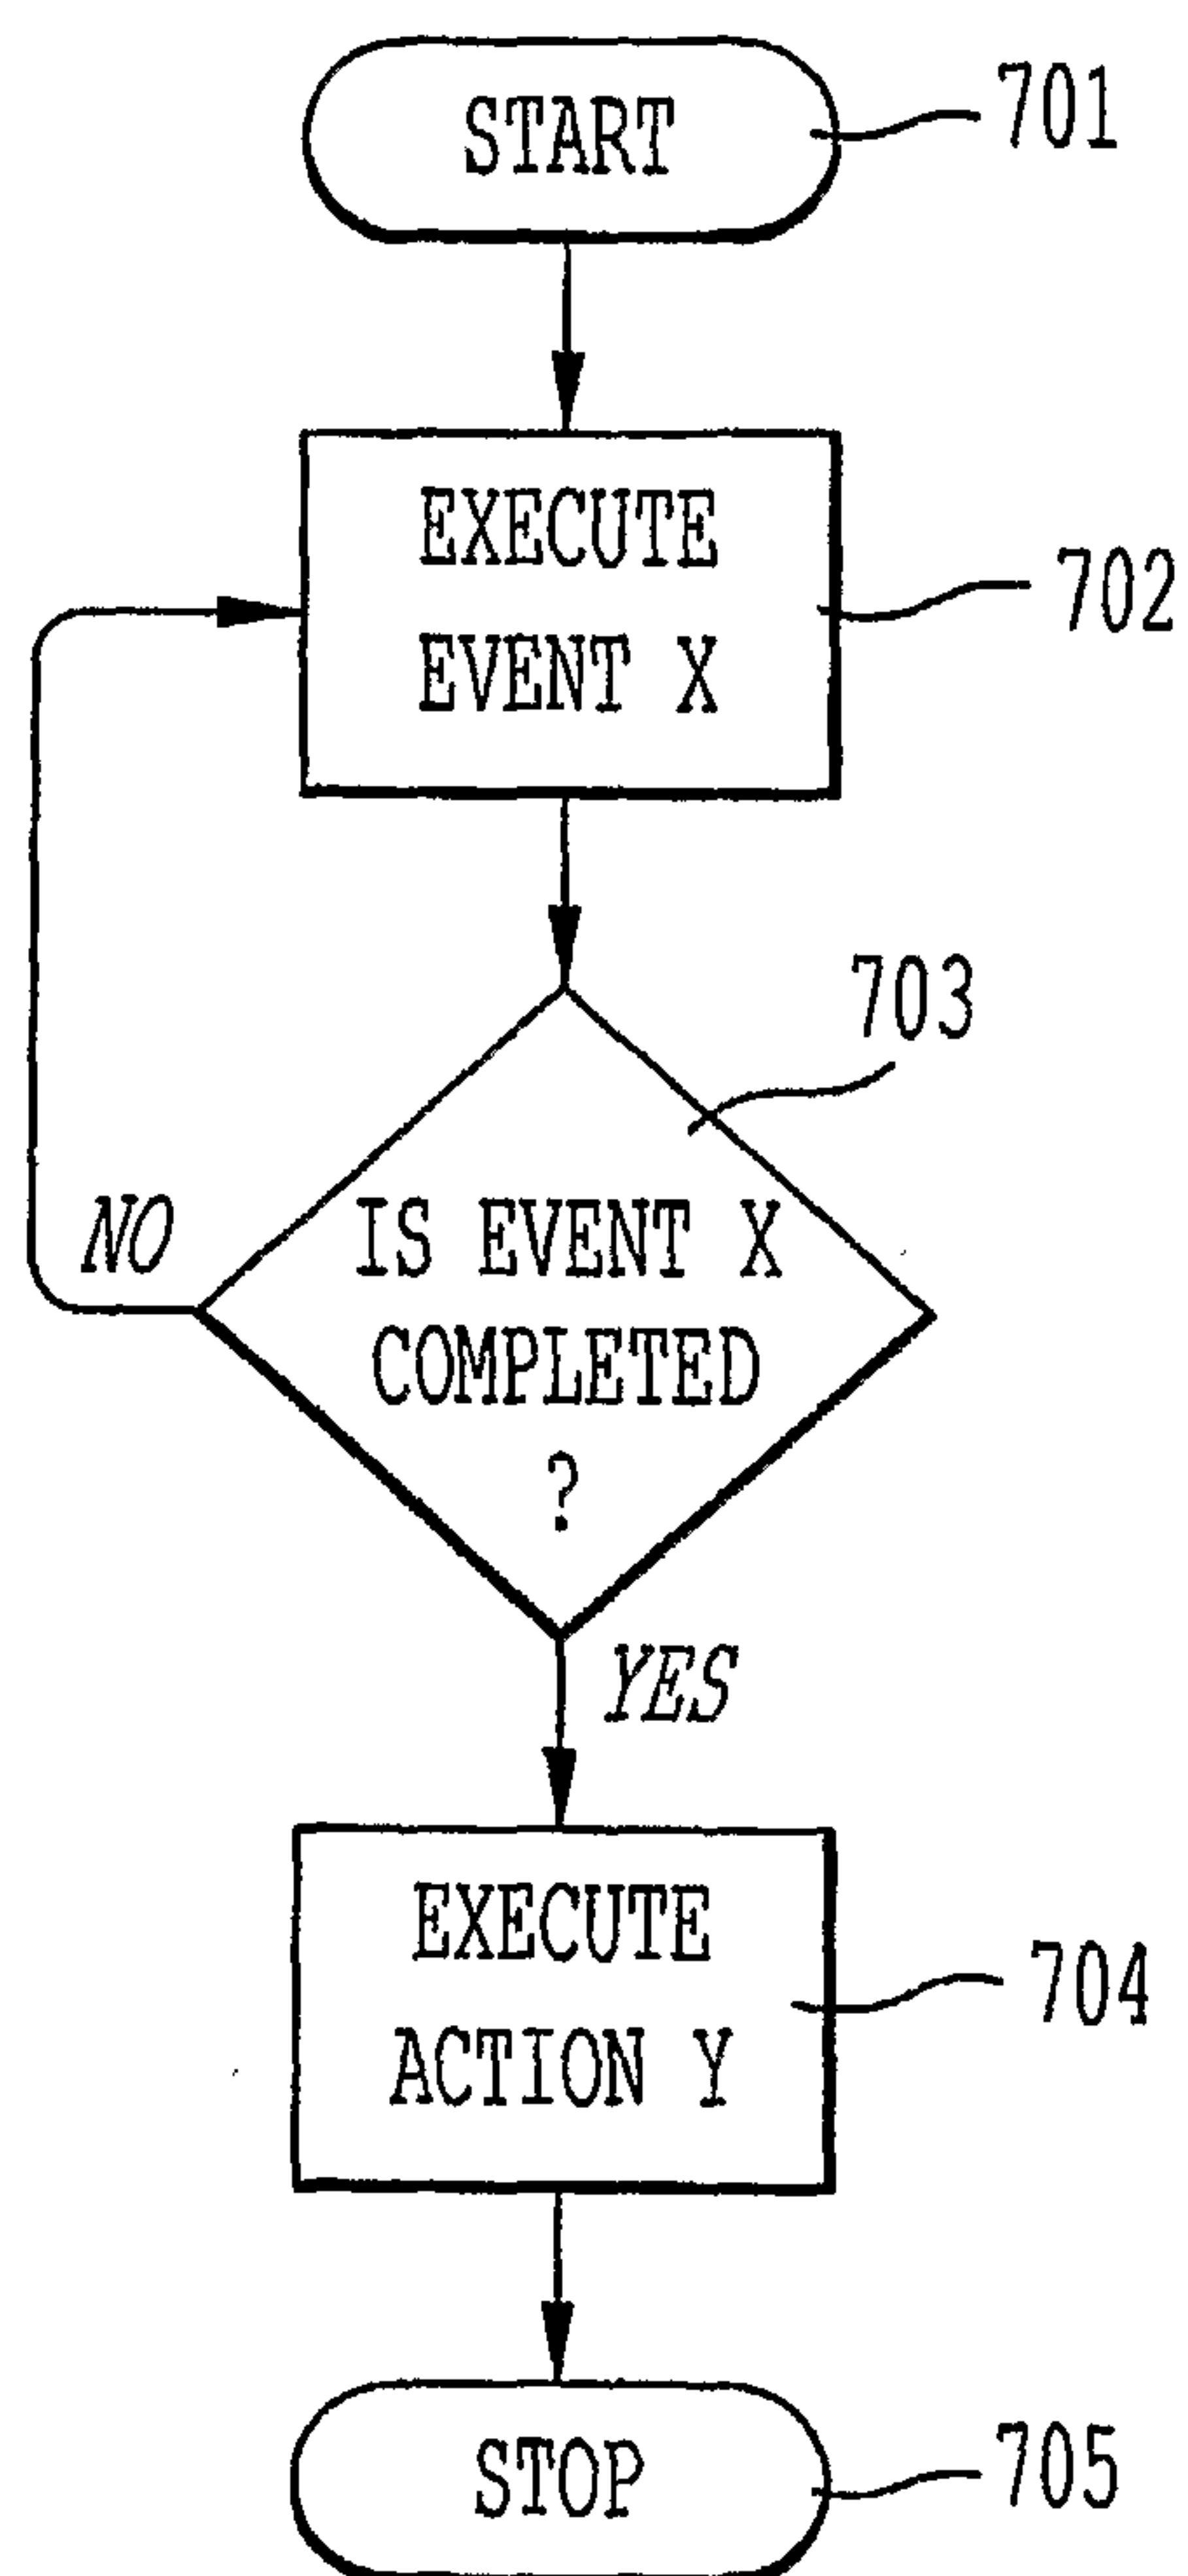 START
701
EXECUTE
EVENT X
702
703
NO
IS EVENT X
COMPLETED
?
YES
EXECUTE
ACTION Y
704
STOP
705